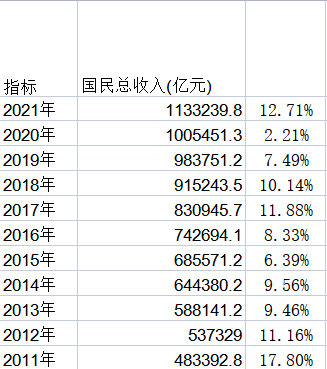 指标 国民总收入(亿元)
2021年 1133239.8 12.71%
2020年 1005451.3 2.21%
2019年 983751.2 7.49%
2018年 915243.5 10.14%
2017年 830945.7 11.88%
2016年 742694.1 8.33%
2015年 685571.2 6.39%
2014年 644380.2 9.56%
2013年 588141.2 9.46%
2012年 537329 11.16%
2011年 483392.8 17.80%